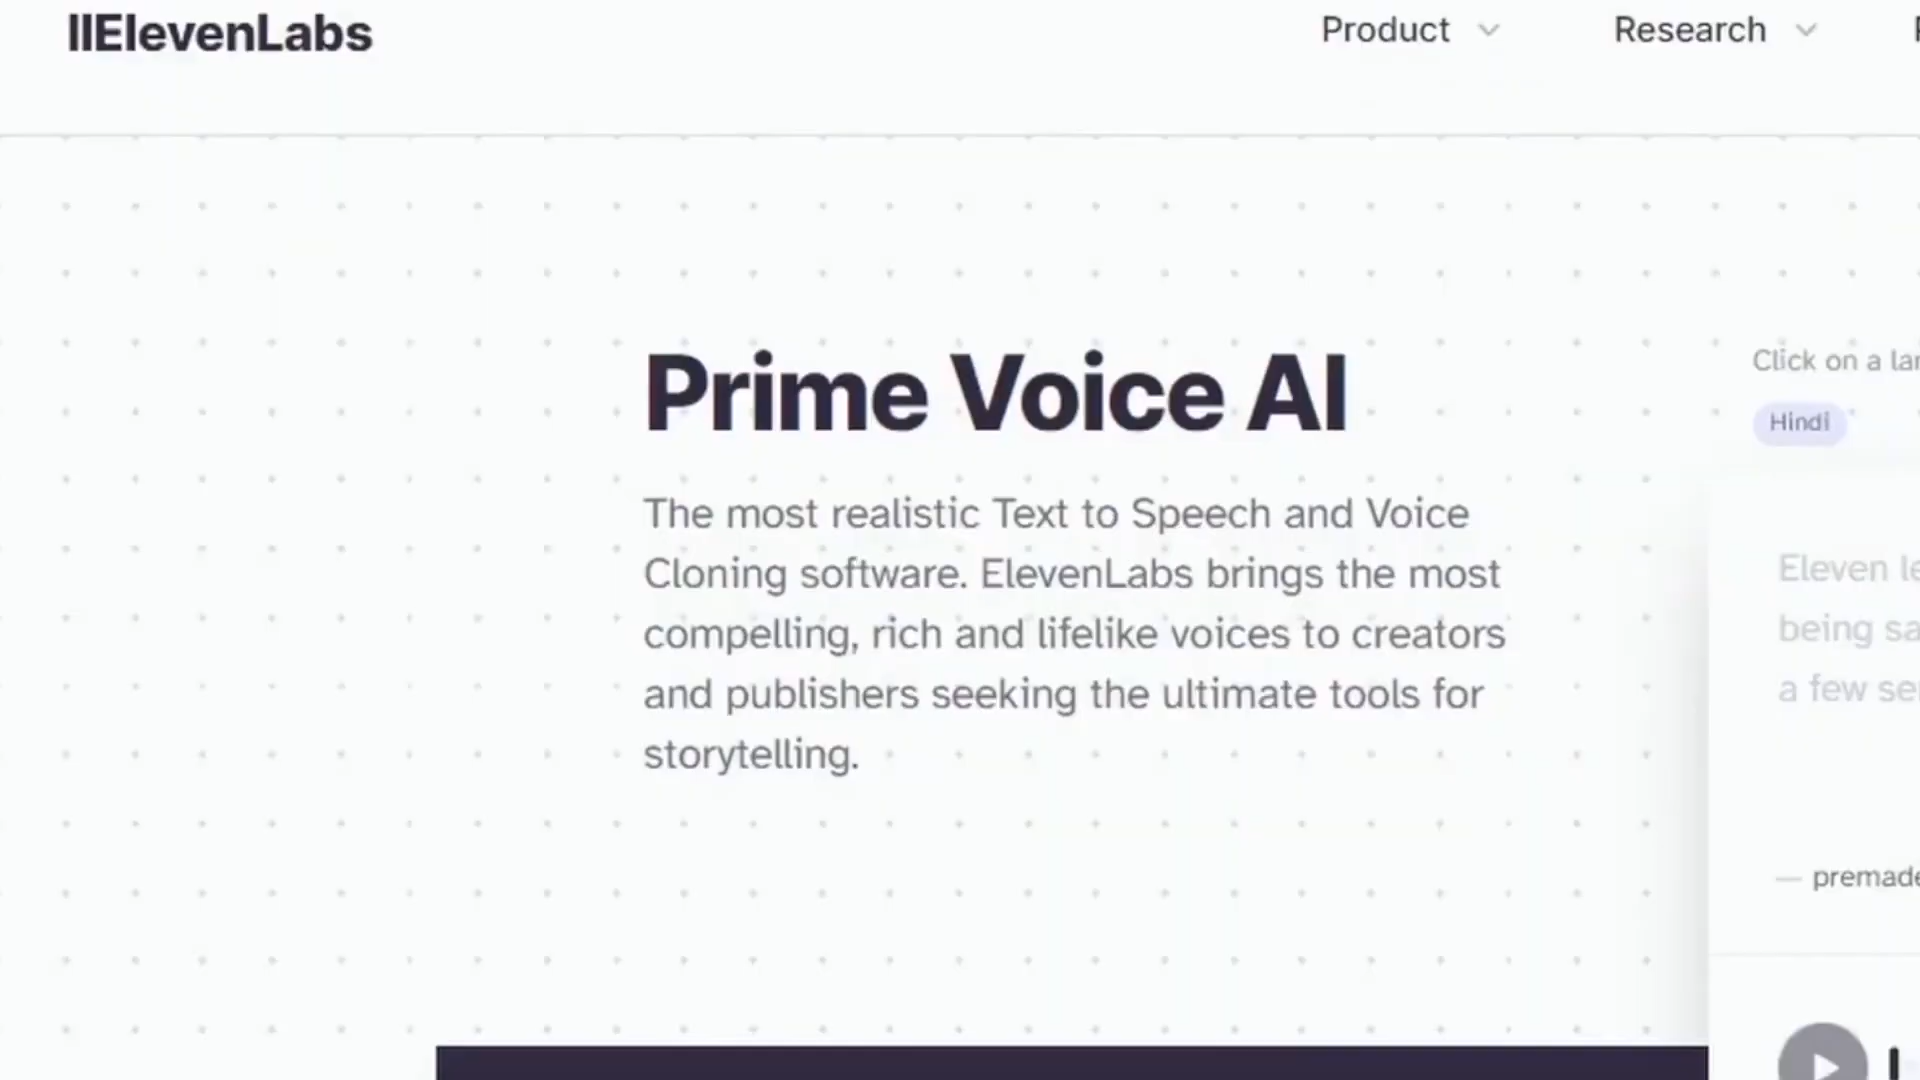 IIElevenLabs
Product
Research
Prime Voice AI
The most realistic Text to Speech and Voice
Cloning software. ElevenLabs brings the most
compelling, rich and lifelike voices to creators
and publishers seeking the ultimate tools for
storytelling.
Click on a
Hindi
Eleven
being
a few
— premade